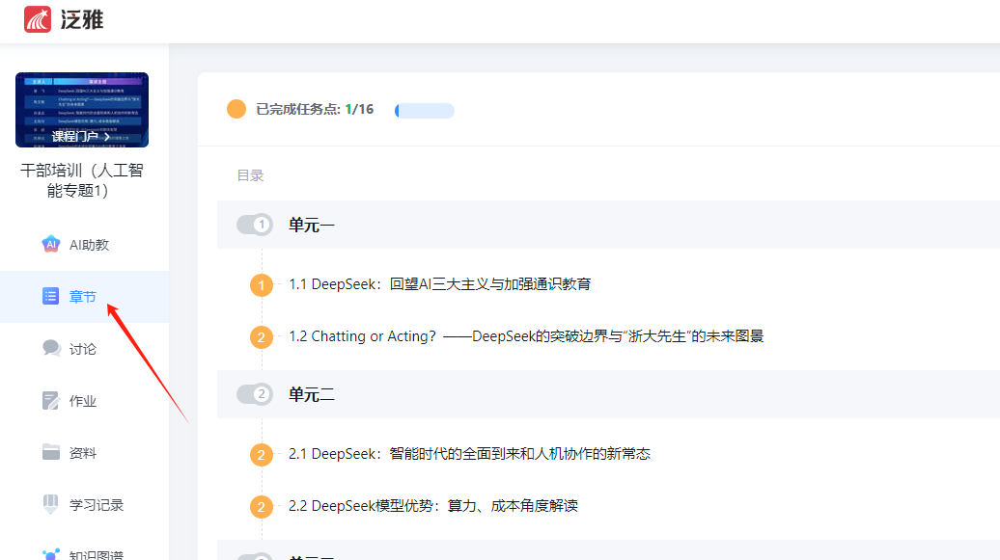 泛雅
主讲人 演讲主题
课程门户
干部培训（人工智
能专题1）
AI助教
章节
讨论
作业
资料
学习记录
知识图谱
已完成任务点: 1/16
目录
1 单元一
1 1.1 DeepSeek：回望AI三大主义与加强通识教育
2 1.2 Chatting or Acting？——DeepSeek的突破边界与“浙大先生”的未来图景
2 单元二
2 2.1 DeepSeek：智能时代的全面到来和人机协作的新常态
2 2.2 DeepSeek模型优势：算力、成本角度解读